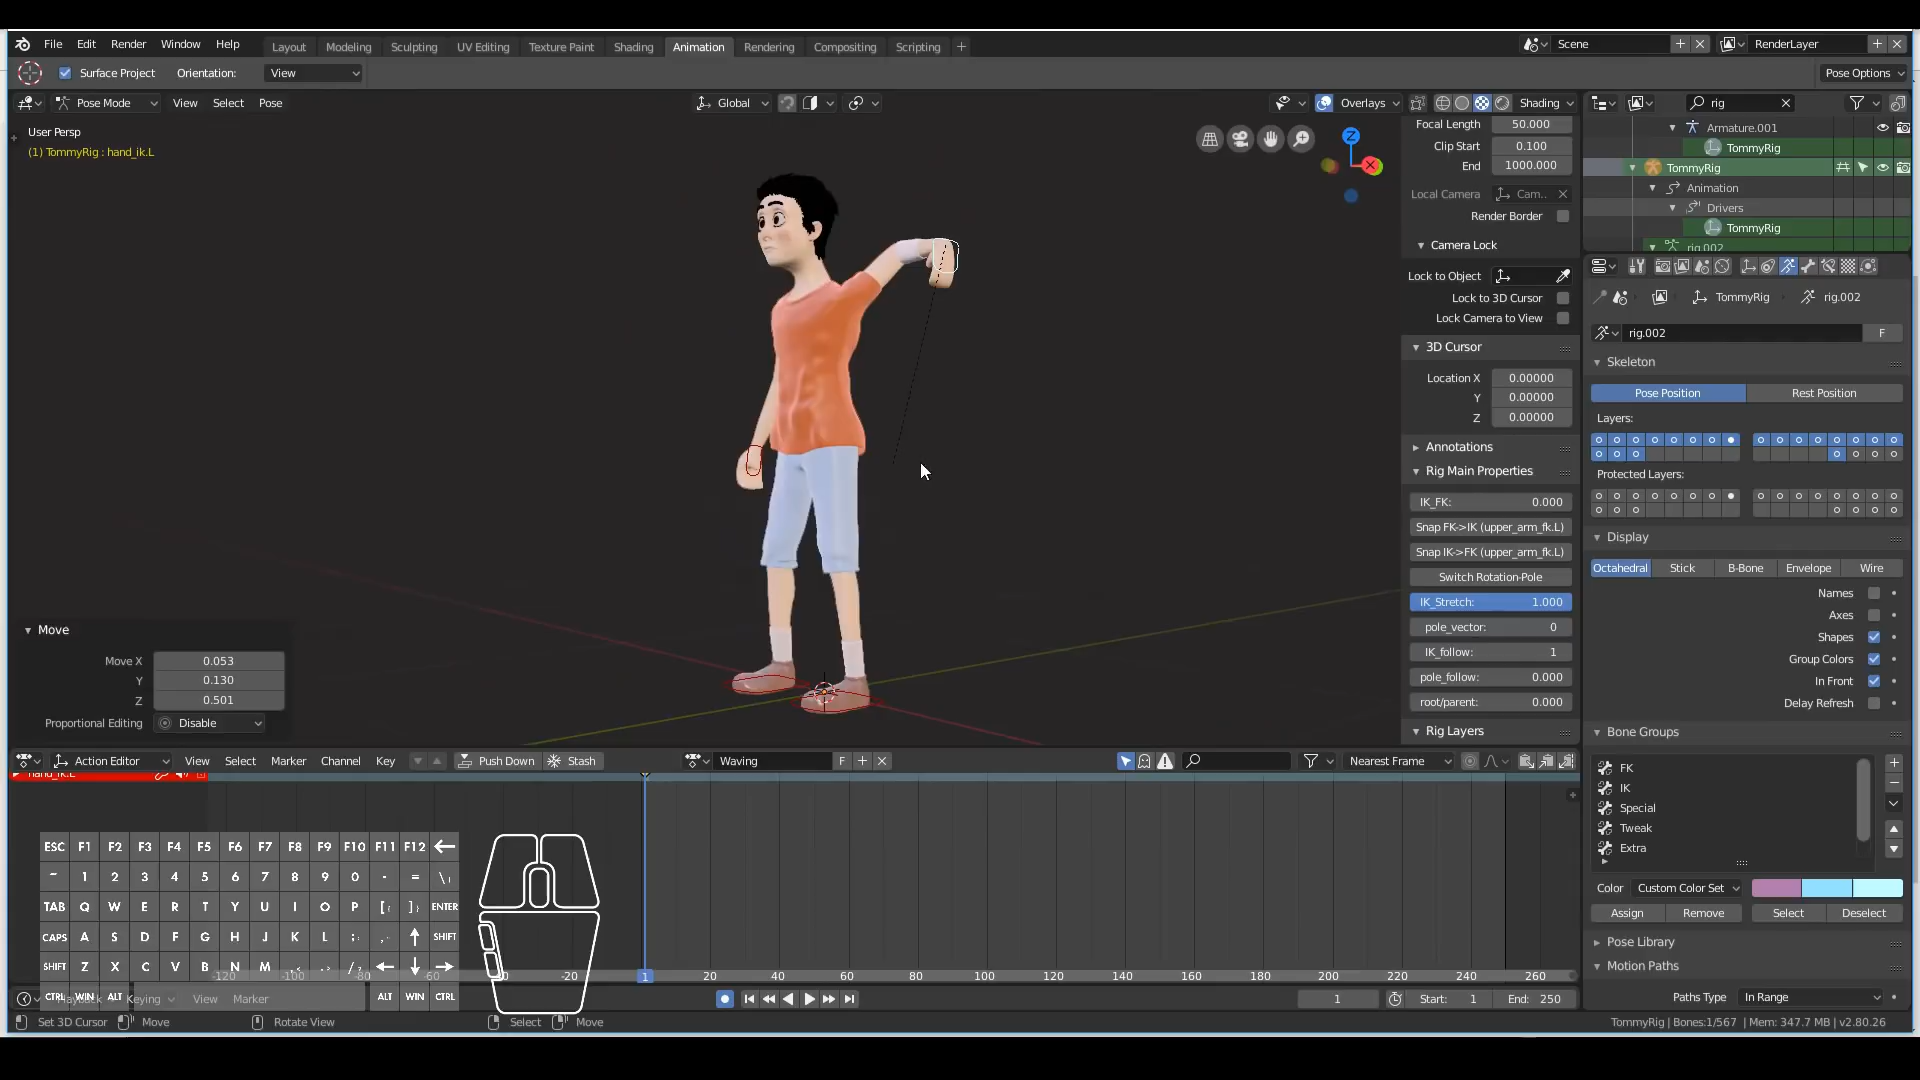 File Edit Render Window Help Layout Modeling Sculpting UV Editing Texture Paint Shading Animation Rendering Compositing Scripting Scene RenderLayer
Surface Project Orientation: View Pose Options
Pose Mode View Select Pose Global Overlays Shading rig
User Persp
(1) TommyRig : hand_ik.L
Z
Focal Length 50.000
Clip Start 0.100
End 1000.000
Local Camera Cam..
Render Border
Camera Lock
Lock to Object
Lock to 3D Cursor
Lock Camera to View
3D Cursor
Location X 0.00000
Y 0.00000
Z 0.00000
Annotations
Rig Main Properties
IK_FK: 0.000
Snap FK->IK (upper_arm_fk.L)
Snap IK->FK (upper_arm_fk.L)
Switch Rotation-Pole
IK_Stretch: 1.000
pole_vector: 0
IK_follow: 1
pole_follow: 0.000
root/parent: 0.000
Rig Layers
Armature.001
TommyRig
TommyRig
Animation
Drivers
TommyRig
rig.002
TommyRig rig.002
rig.002 F
Skeleton
Pose Position Rest Position
Layers:
Protected Layers:
Display
Octahedral Stick B-Bone Envelope Wire
Names
Axes
Shapes
Group Colors
In Front
Delay Refresh
Bone Groups
FK
IK
Special
Tweak
Extra
Color Custom Color Set
Assign Remove Select Deselect
Pose Library
Motion Paths
Paths Type In Range
Move
Move X 0.053
Y 0.130
Z 0.501
Proportional Editing Disable
Action Editor View Select Marker Channel Key Push Down Stash Waving F Nearest Frame
hand_ik.L
ESC F1 F2 F3 F4 F5 F6 F7 F8 F9 F10 F11 F12
~ 1 2 3 4 5 6 7 8 9 0 - = \|
TAB Q W E R T Y U I O P [{ ]} ENTER
CAPS A S D F G H J K L ;: ,. SHIFT
SHIFT Z X C V B N M ,< .> /?
CTRL WIN ALT ALT WIN CTRL
-120 -100 -80 -60 -20 1 20 40 60 80 100 120 140 160 180 200 220 240 260
Playback Keying View Marker 1 Start: 1 End: 250
Set 3D Cursor Move Rotate View Select Move TommyRig | Bones:1/567 | Mem: 347.7 MB | v2.80.26